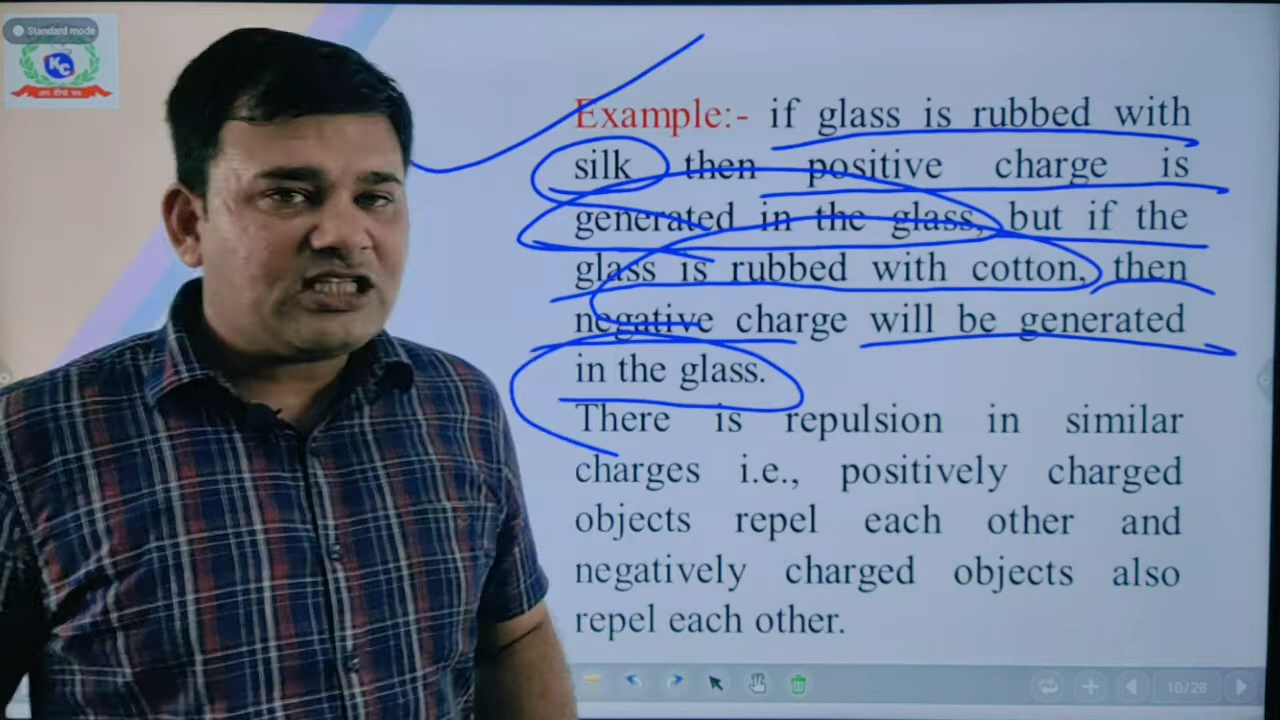 Standard mode
KC
Example:- if glass is rubbed with
silk then positive charge is
generated in the glass, but if the
glass is rubbed with cotton, then
negative charge will be generated
in the glass.
There is repulsion in similar
charges i.e., positively charged
objects repel each other and
negatively charged objects also
repel each other.
10/28